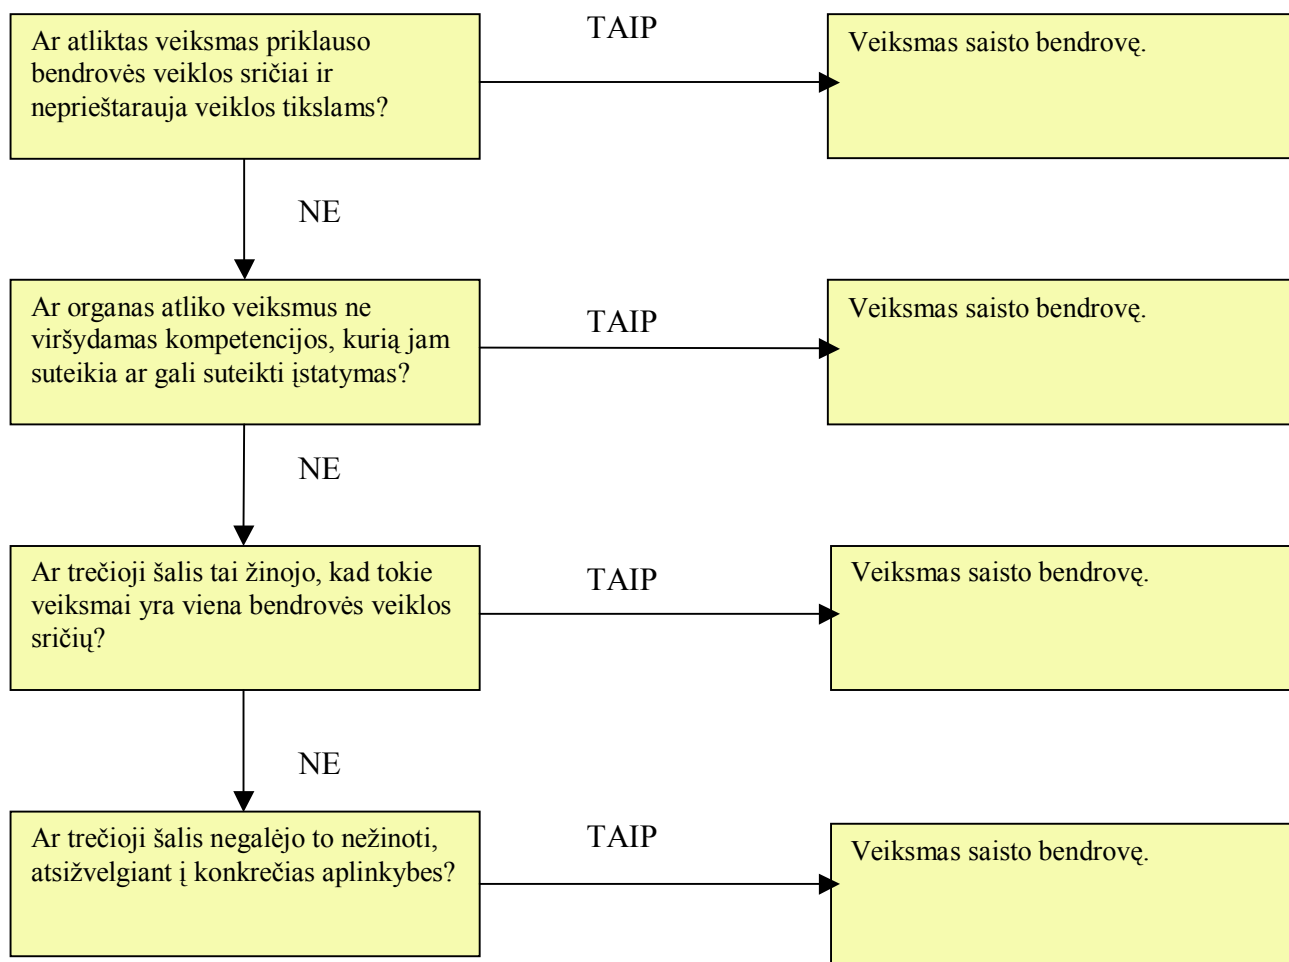 Ar atliktas veiksmas priklauso
bendrovės veiklos sričiai ir
neprieštarauja veiklos tikslams?
TAIP
Veiksmas saisto bendrovę.
NE
Ar organas atliko veiksmus ne
viršydamas kompetencijos, kurią jam
suteikia ar gali suteikti įstatymas?
TAIP
Veiksmas saisto bendrovę.
NE
Ar trečioji šalis tai žinojo, kad tokie
veiksmai yra viena bendrovės veiklos
sričių?
TAIP
Veiksmas saisto bendrovę.
NE
Ar trečioji šalis negalėjo to nežinoti,
atsižvelgiant į konkrečias aplinkybes?
TAIP
Veiksmas saisto bendrovę.